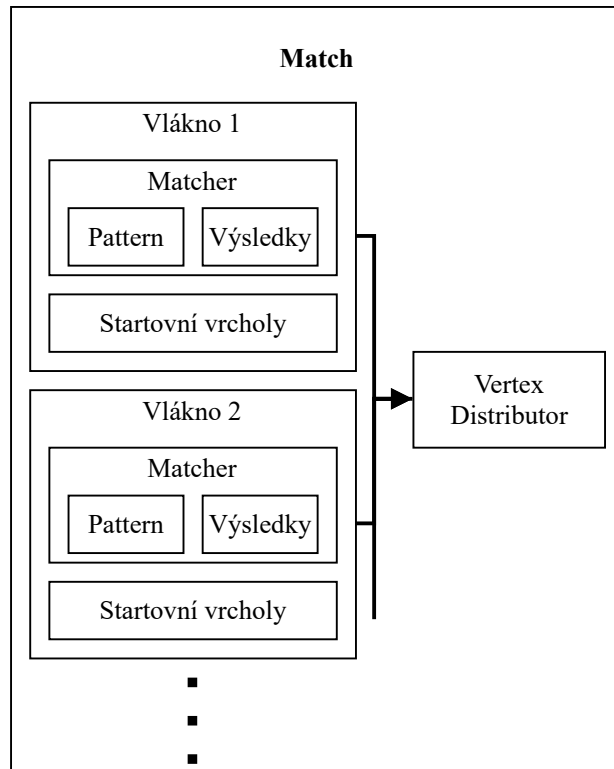 Match
Vlákno 1
Matcher
Pattern
Výsledky
Startovní vrcholy
Vlákno 2
Matcher
Pattern
Výsledky
Startovní vrcholy
Vertex
Distributor